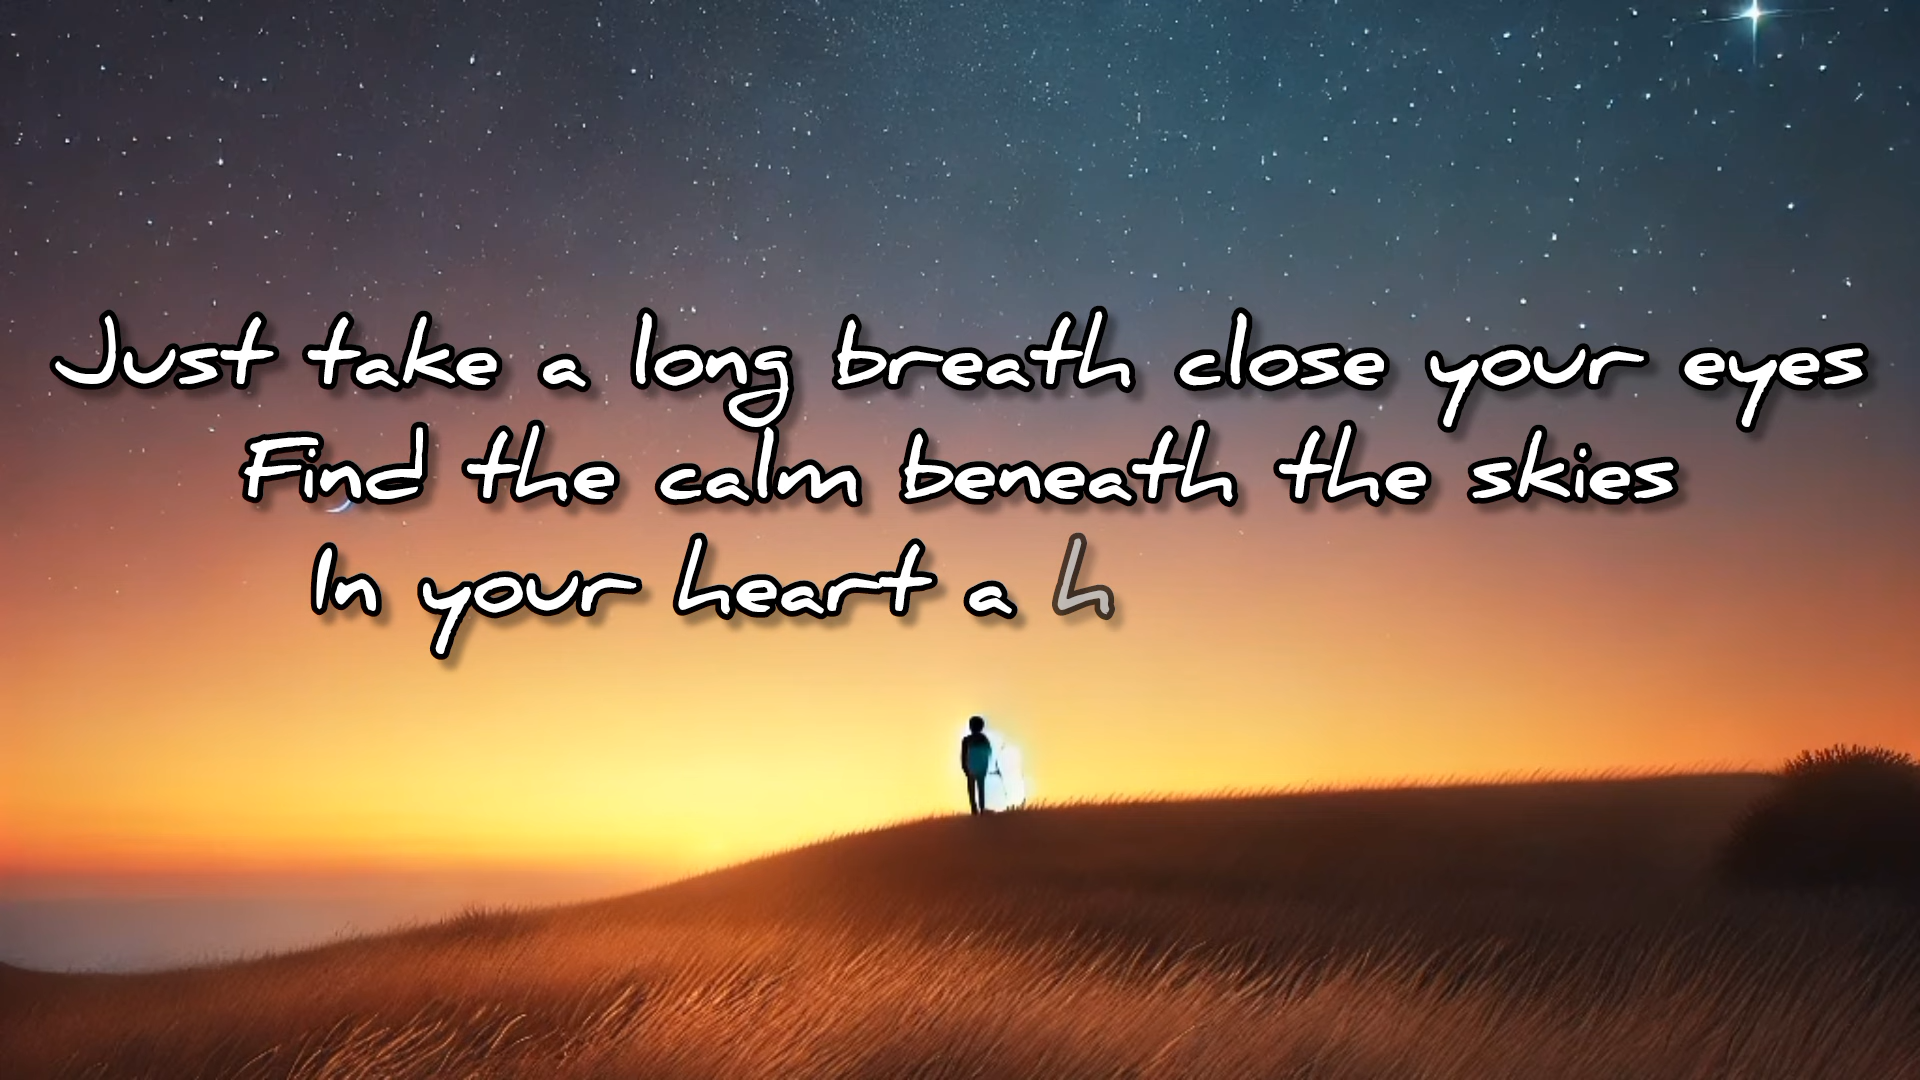 Just take a long breath close your eyes
Find the calm beneath the skies
In your heart a h